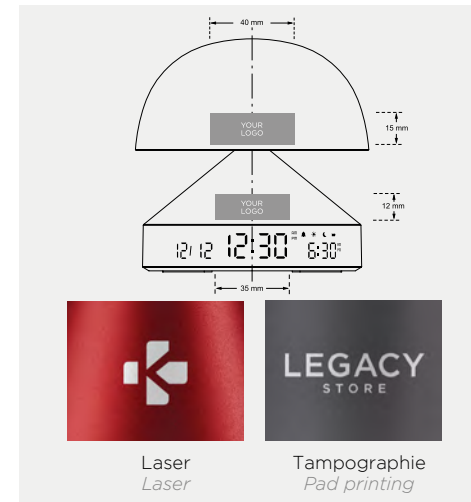 40 mm
YOUR
LOGO
15 mm
YOUR
LOGO
12 mm
12/12 12:30 6:30
35 mm
LEGACY
STORE
Laser
Laser
Tampographie
Pad printing